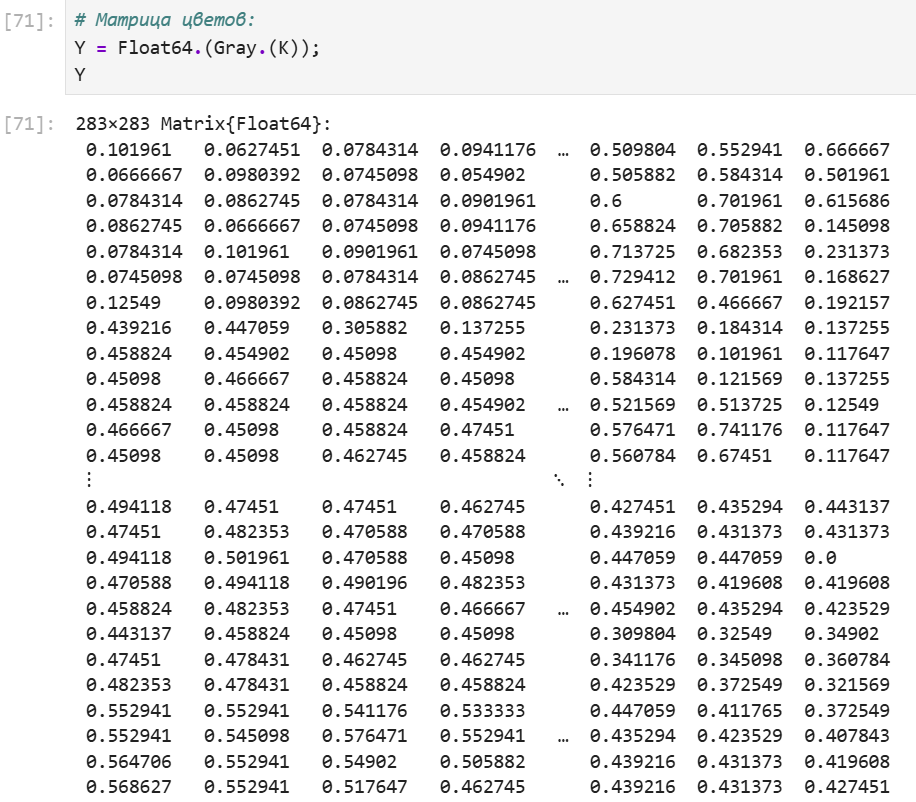 [71]: # Матрица цветов:
Y = Float64.(Gray.(K));
Y
[71]: 283×283 Matrix{Float64}:
0.101961 0.0627451 0.0784314 0.0941176 … 0.509804 0.552941 0.666667
0.0666667 0.0980392 0.0745098 0.054902 0.505882 0.584314 0.501961
0.0784314 0.0862745 0.0784314 0.0901961 0.6 0.701961 0.615686
0.0862745 0.0666667 0.0745098 0.0941176 0.658824 0.705882 0.145098
0.0784314 0.101961 0.0901961 0.0745098 0.713725 0.682353 0.231373
0.0745098 0.0745098 0.0784314 0.0862745 … 0.729412 0.701961 0.168627
0.12549 0.0980392 0.0862745 0.0862745 0.627451 0.466667 0.192157
0.439216 0.447059 0.305882 0.137255 0.231373 0.184314 0.137255
0.458824 0.454902 0.45098 0.454902 0.196078 0.101961 0.117647
0.45098 0.466667 0.458824 0.45098 0.584314 0.121569 0.137255
0.458824 0.458824 0.458824 0.454902 … 0.521569 0.513725 0.12549
0.466667 0.45098 0.458824 0.47451 0.576471 0.741176 0.117647
0.45098 0.45098 0.462745 0.458824 0.560784 0.67451 0.117647
⋮ ⋱ ⋮
0.494118 0.47451 0.47451 0.462745 0.427451 0.435294 0.443137
0.47451 0.482353 0.470588 0.470588 0.439216 0.431373 0.431373
0.494118 0.501961 0.470588 0.45098 0.447059 0.447059 0.0
0.470588 0.494118 0.490196 0.482353 0.431373 0.419608 0.419608
0.458824 0.482353 0.47451 0.466667 … 0.454902 0.435294 0.423529
0.443137 0.458824 0.45098 0.45098 0.309804 0.32549 0.34902
0.47451 0.478431 0.462745 0.462745 0.341176 0.345098 0.360784
0.482353 0.478431 0.458824 0.458824 0.423529 0.372549 0.321569
0.552941 0.552941 0.541176 0.533333 0.447059 0.411765 0.372549
0.552941 0.545098 0.576471 0.552941 … 0.435294 0.423529 0.407843
0.564706 0.552941 0.54902 0.505882 0.439216 0.431373 0.419608
0.568627 0.552941 0.517647 0.462745 0.439216 0.431373 0.427451